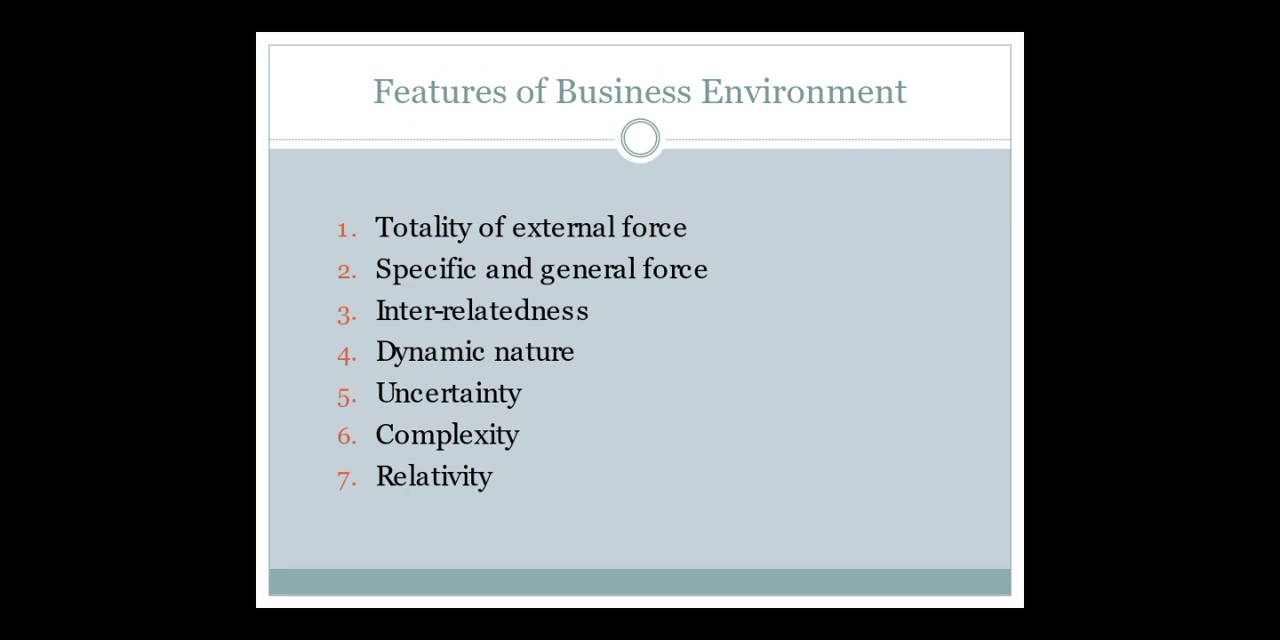 Features of Business Environment
1. Totality of external force
2. Specific and general force
3. Inter-relatedness
4. Dynamic nature
5. Uncertainty
6. Complexity
7. Relativity